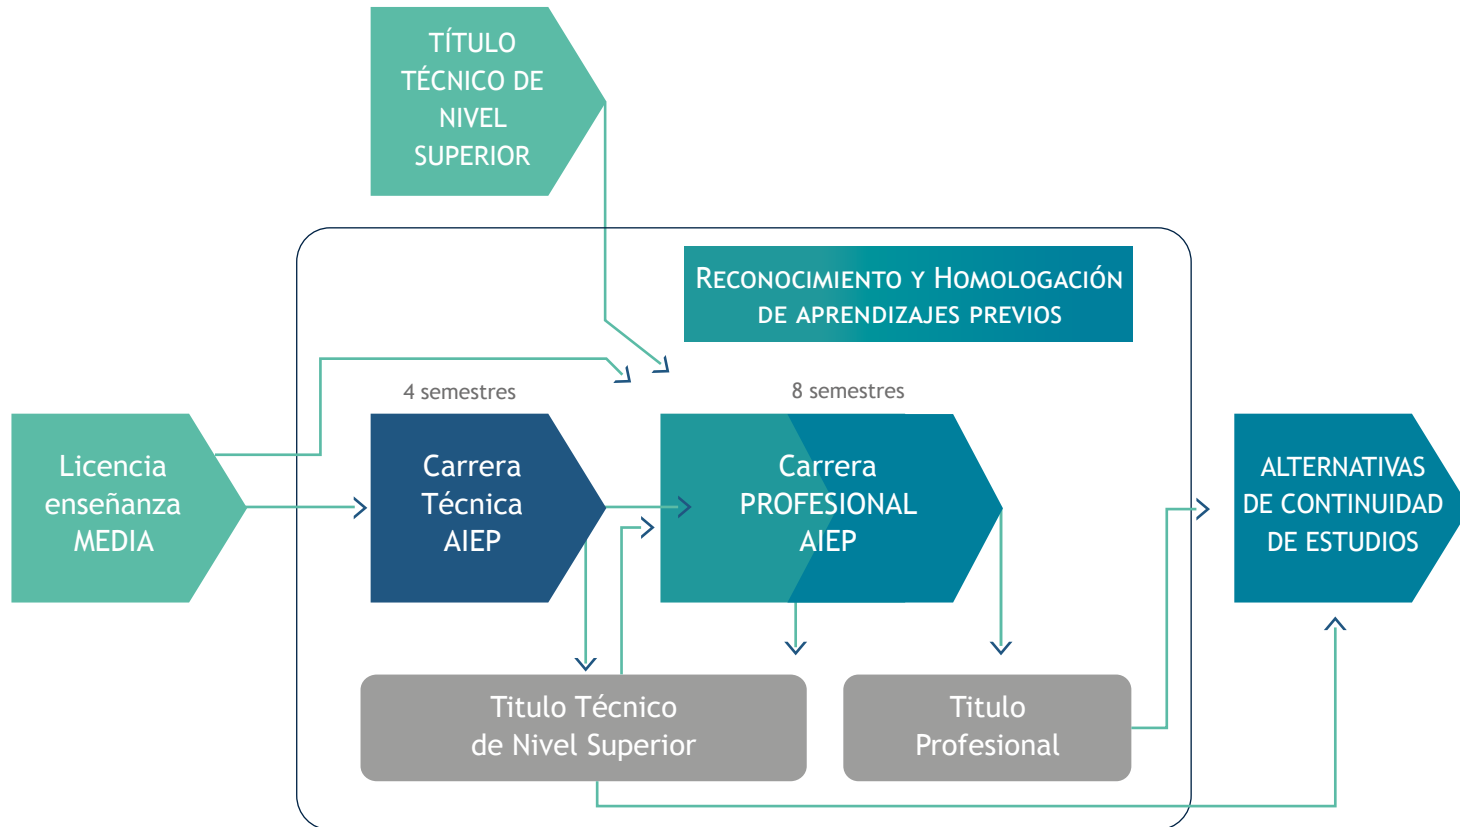 TÍTULO
TÉCNICO DE
NIVEL
SUPERIOR
RECONOCIMIENTO Y HOMOLOGACIÓN
DE APRENDIZAJES PREVIOS
4 semestres
8 semestres
Licencia
enseñanza
MEDIA
Carrera
Técnica
AIEP
Carrera
PROFESIONAL
AIEP
ALTERNATIVAS
DE CONTINUIDAD
DE ESTUDIOS
Titulo Técnico
de Nivel Superior
Titulo
Profesional